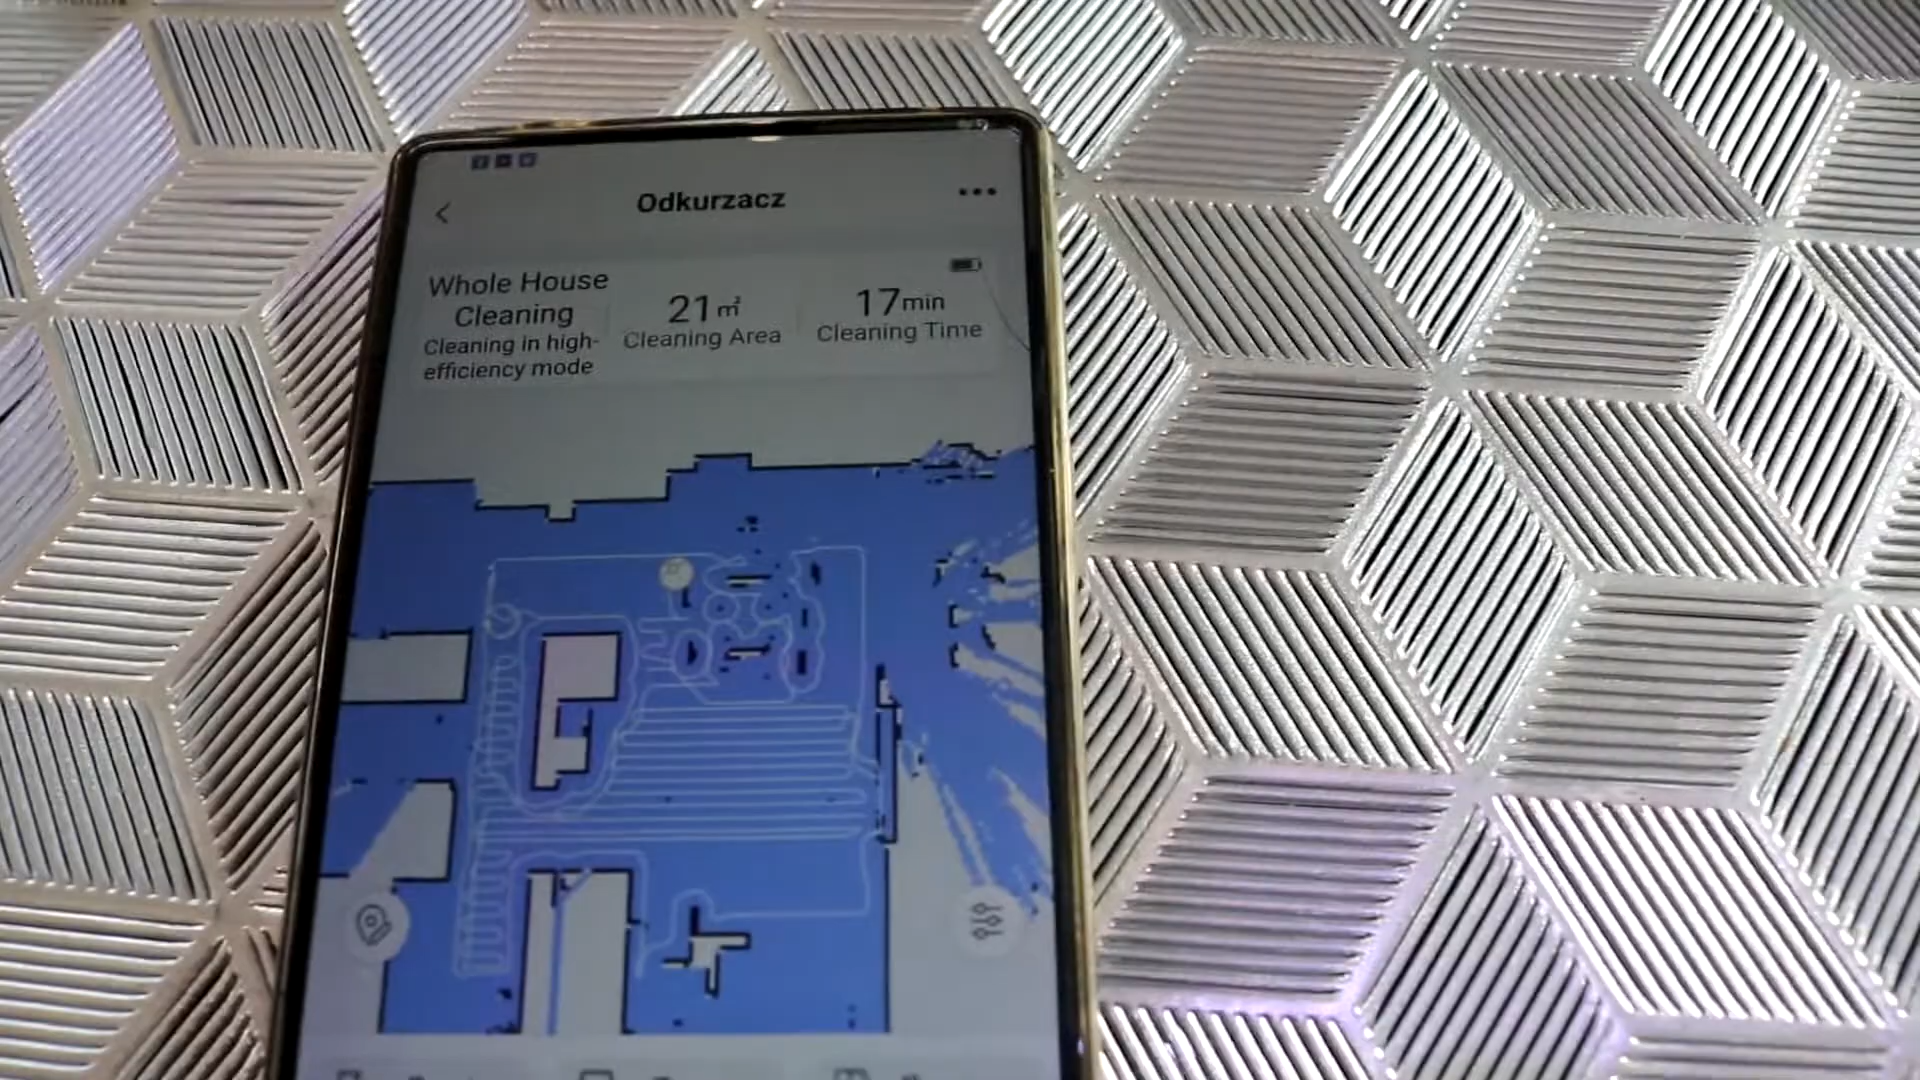 Odkurzacz
Whole House
Cleaning
Cleaning in high-
efficiency mode
21㎡
Cleaning Area
17min
Cleaning Time